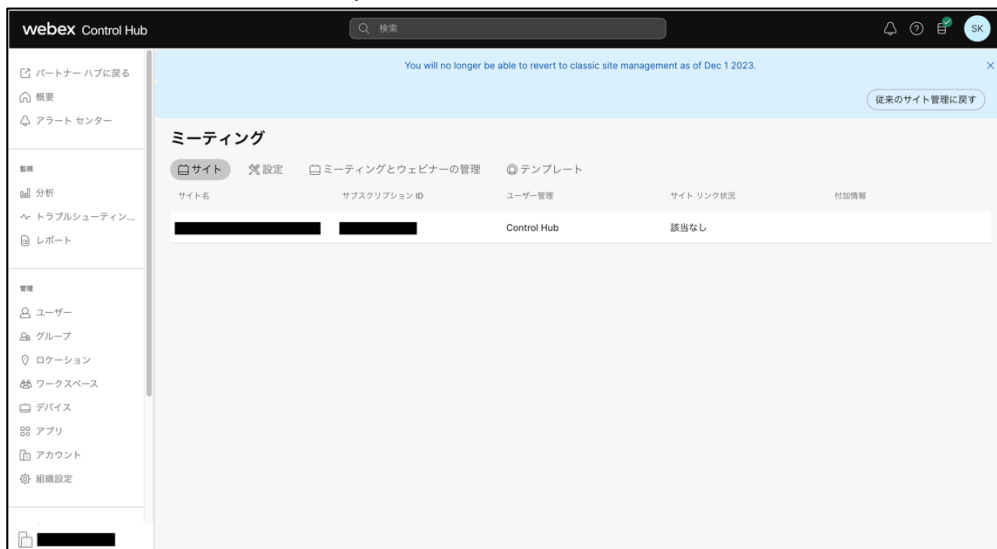 webex Control Hub
検索
SK
パートナー ハブに戻る
概要
アラート センター
監視
分析
トラブルシューティン...
レポート
管理
ユーザー
グループ
ロケーション
ワークスペース
デバイス
アプリ
アカウント
組織設定
You will no longer be able to revert to classic site management as of Dec 1 2023.
従来のサイト管理に戻す
ミーティング
サイト 設定 ミーティングとウェビナーの管理 テンプレート
サイト名 サブスクリプション ID ユーザー管理 サイト リンク状況 付加情報
Control Hub 該当なし